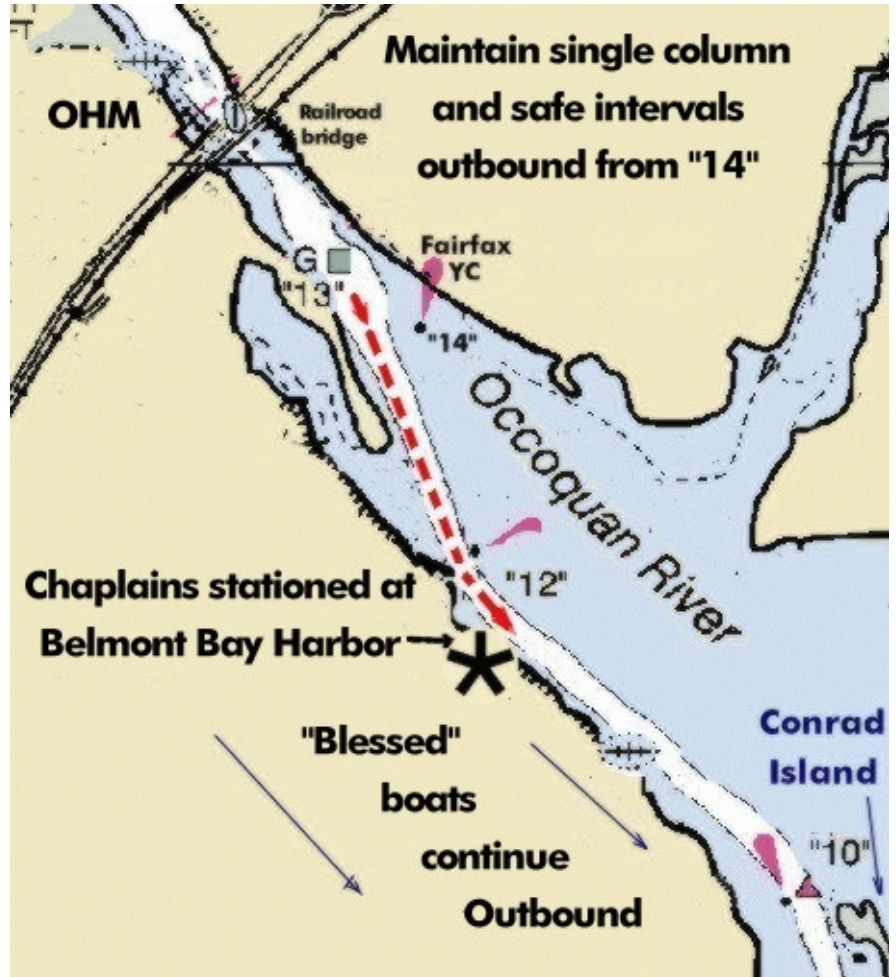 Maintain single column
and safe intervals
outbound from "14"
OHM
Railroad
bridge
Fairfax
YC
G
"13"
"14"
Occoquan River
"12"
Chaplains stationed at
Belmont Bay Harbor
"Blessed"
boats
continue
Outbound
Conrad
Island
"10"